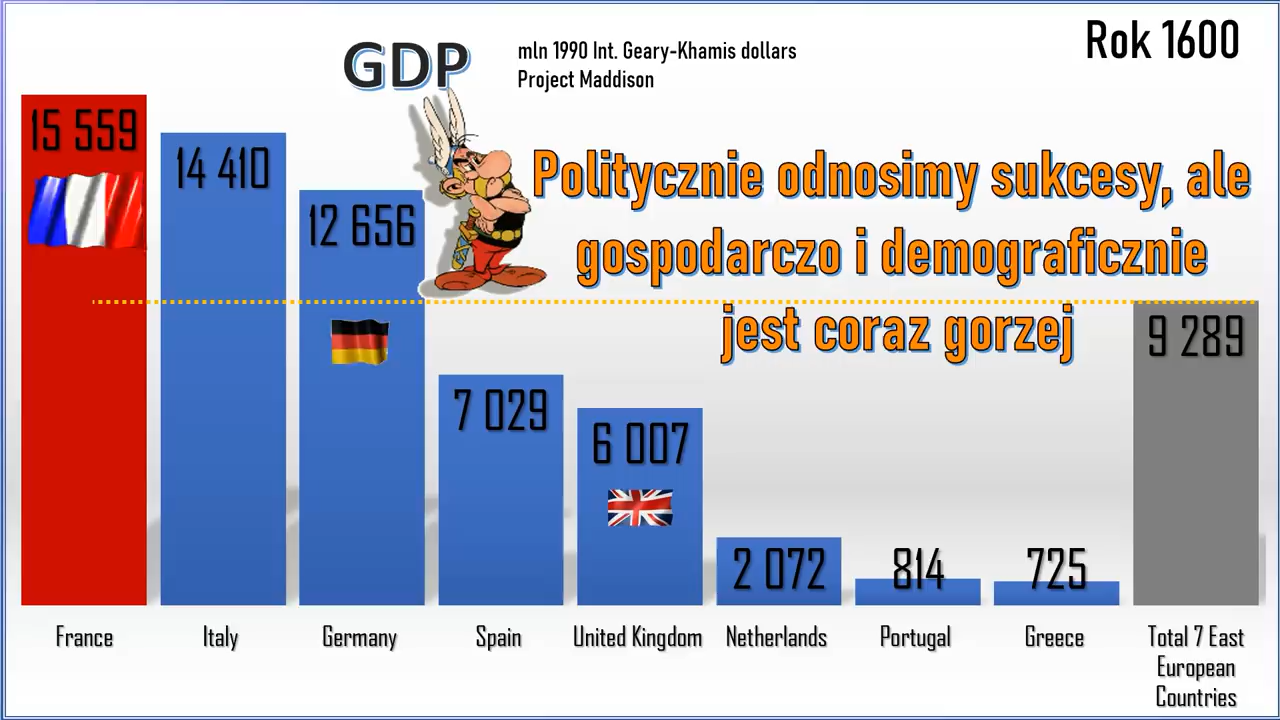 GDP
mln 1990 Int. Geary-Khamis dollars
Project Maddison
Rok 1600
Politycznie odnosimy sukcesy, ale
gospodarczo i demograficznie
jest coraz gorzej
15 559
14 410
12 656
7 029
6 007
2 072
814
725
9 289
France
Italy
Germany
Spain
United Kingdom
Netherlands
Portugal
Greece
Total 7 East
European
Countries